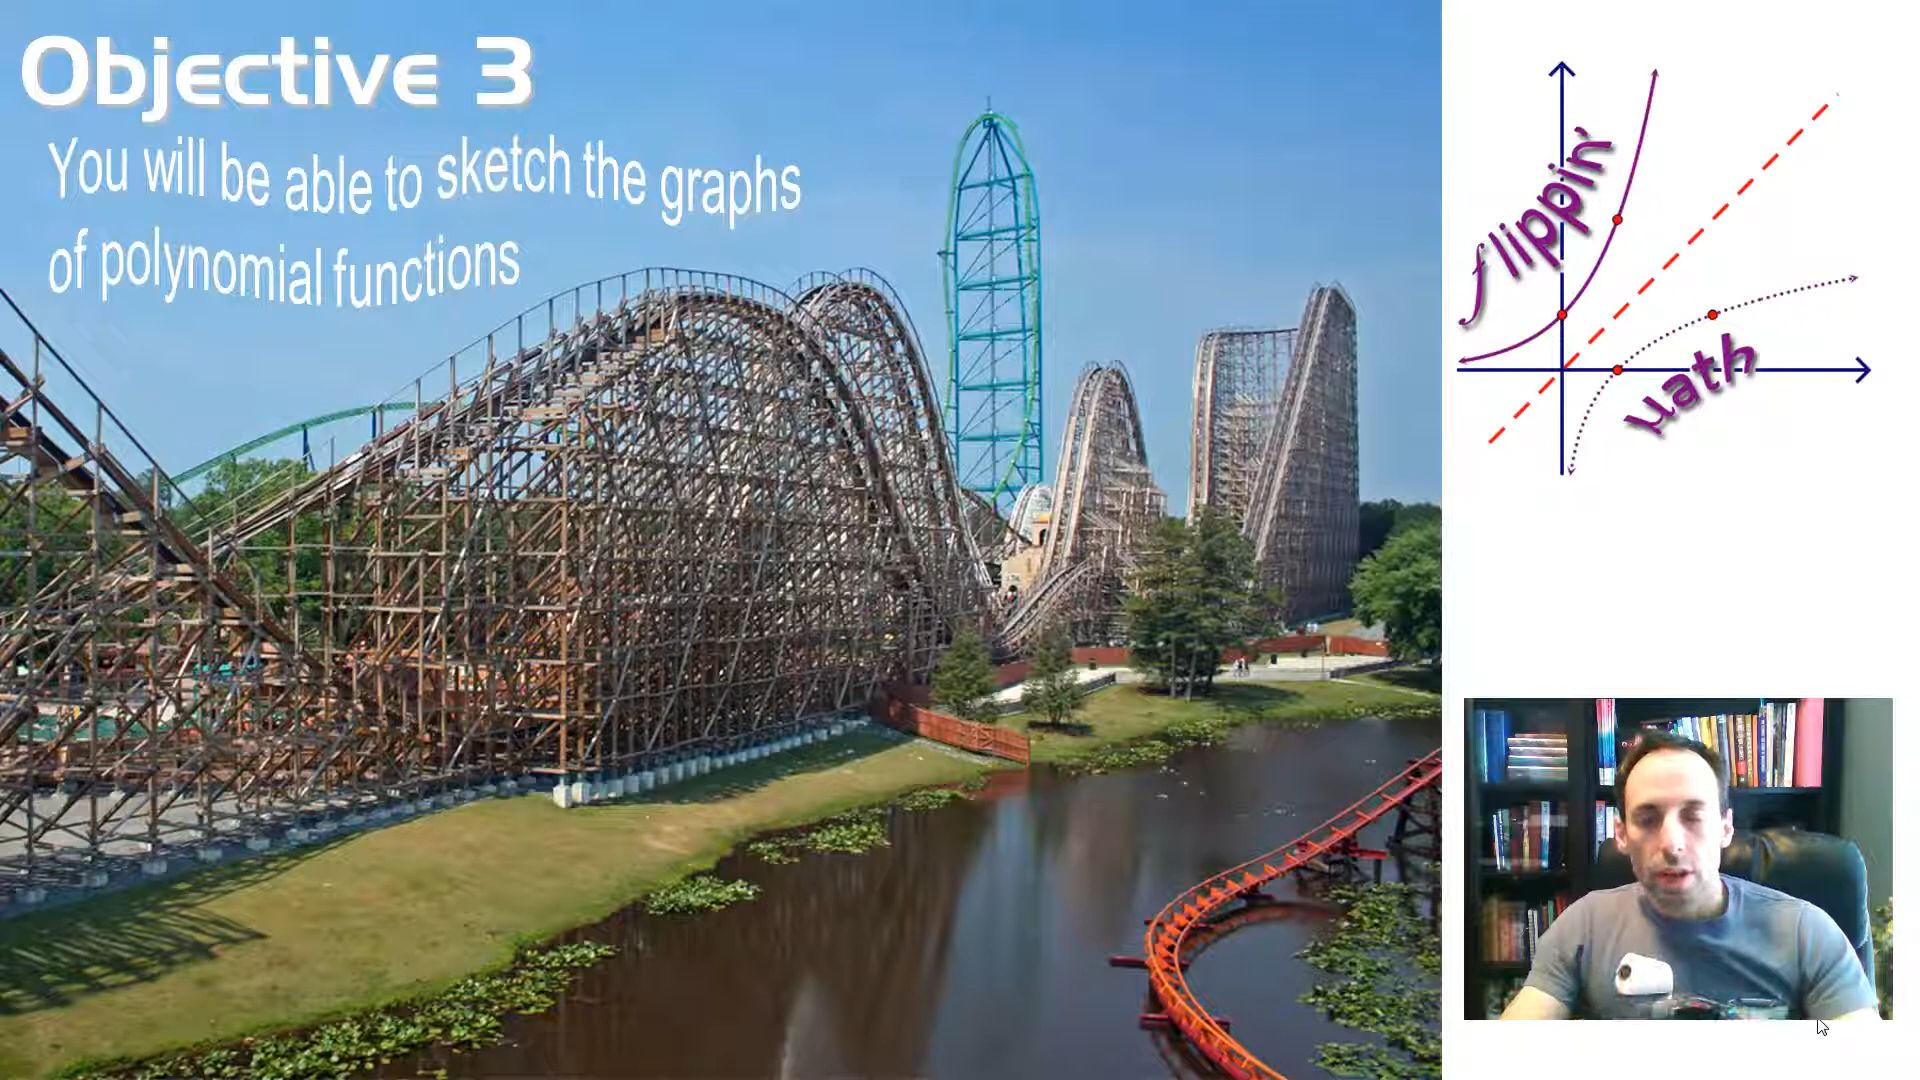 Objective 3
You will be able to sketch the graphs
of polynomial functions
flippin'
math